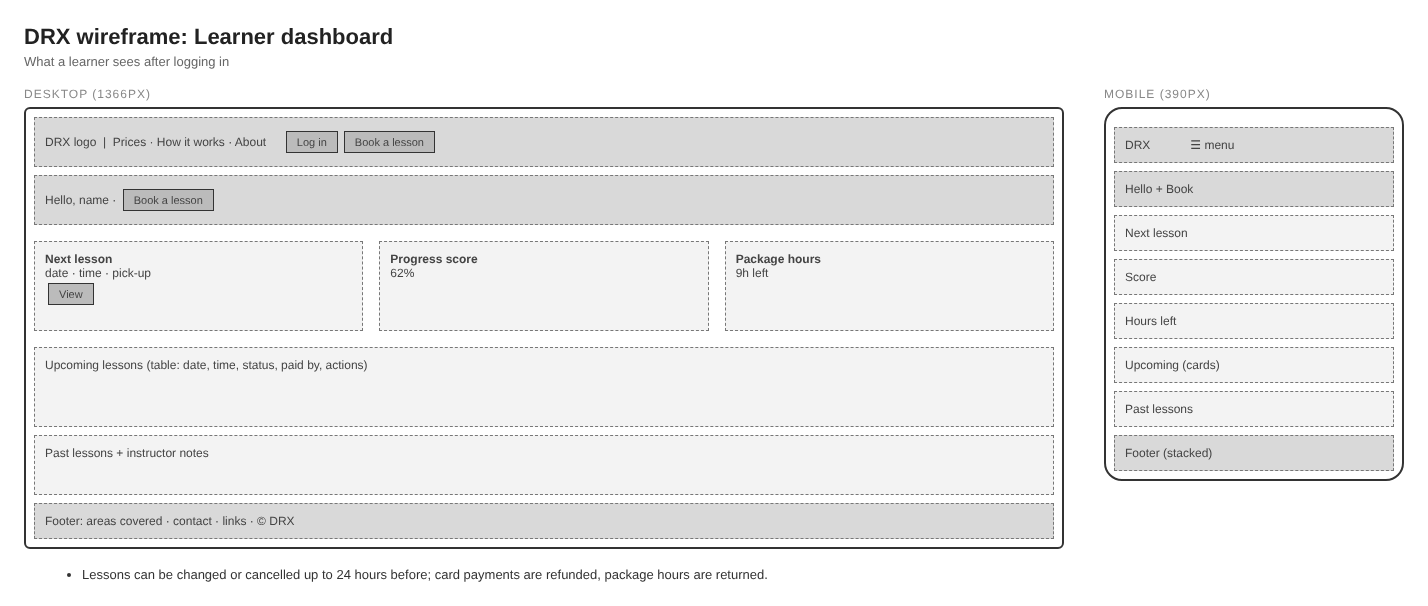 DRX wireframe: Learner dashboard
What a learner sees after logging in
DESKTOP (1366PX)
DRX logo | Prices · How it works · About Log in Book a lesson
Hello, name · Book a lesson
Next lesson
date · time · pick-up
View
Progress score
62%
Package hours
9h left
Upcoming lessons (table: date, time, status, paid by, actions)
Past lessons + instructor notes
Footer: areas covered · contact · links · © DRX
MOBILE (390PX)
DRX ☰ menu
Hello + Book
Next lesson
Score
Hours left
Upcoming (cards)
Past lessons
Footer (stacked)
• Lessons can be changed or cancelled up to 24 hours before; card payments are refunded, package hours are returned.